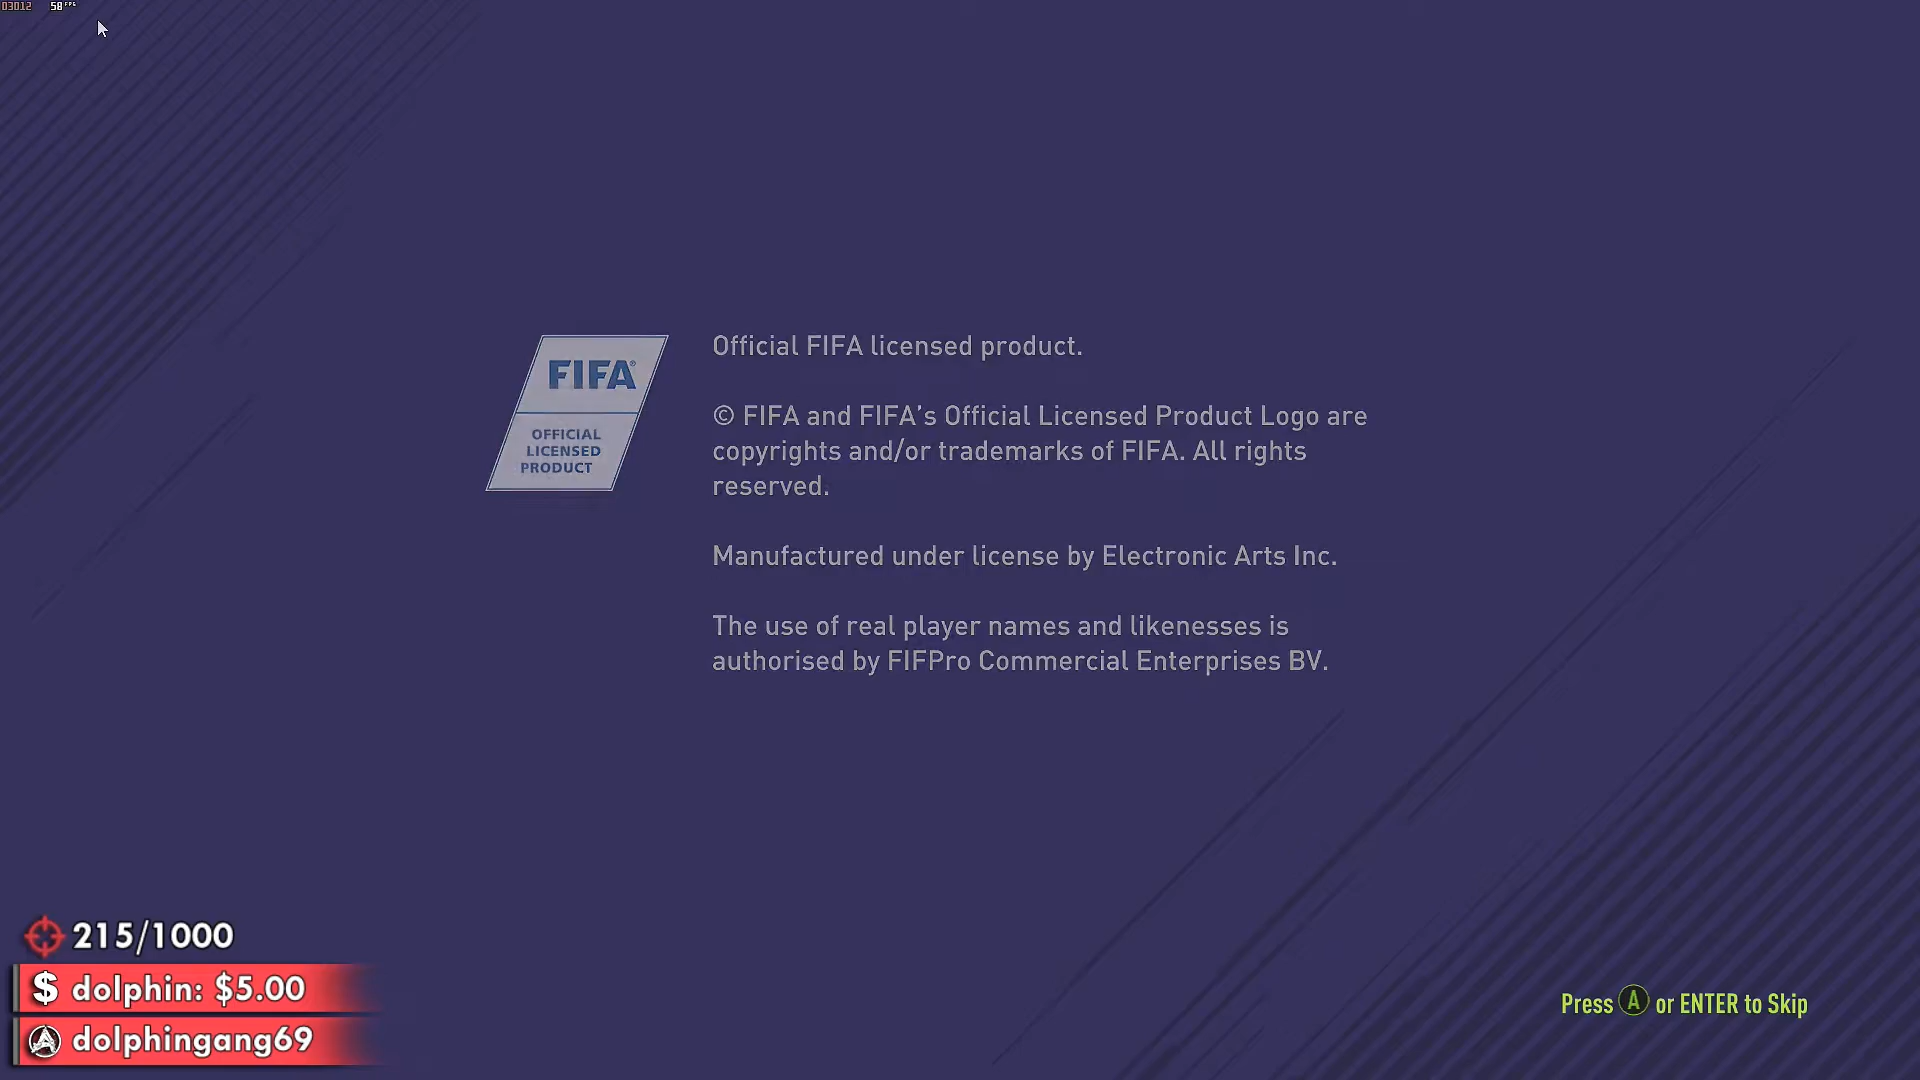 03012 58 FPS
FIFA®
OFFICIAL
LICENSED
PRODUCT
Official FIFA licensed product.
© FIFA and FIFA's Official Licensed Product Logo are
copyrights and/or trademarks of FIFA. All rights
reserved.
Manufactured under license by Electronic Arts Inc.
The use of real player names and likenesses is
authorised by FIFPro Commercial Enterprises BV.
215/1000
$ dolphin: $5.00
dolphingang69
Press A or ENTER to Skip